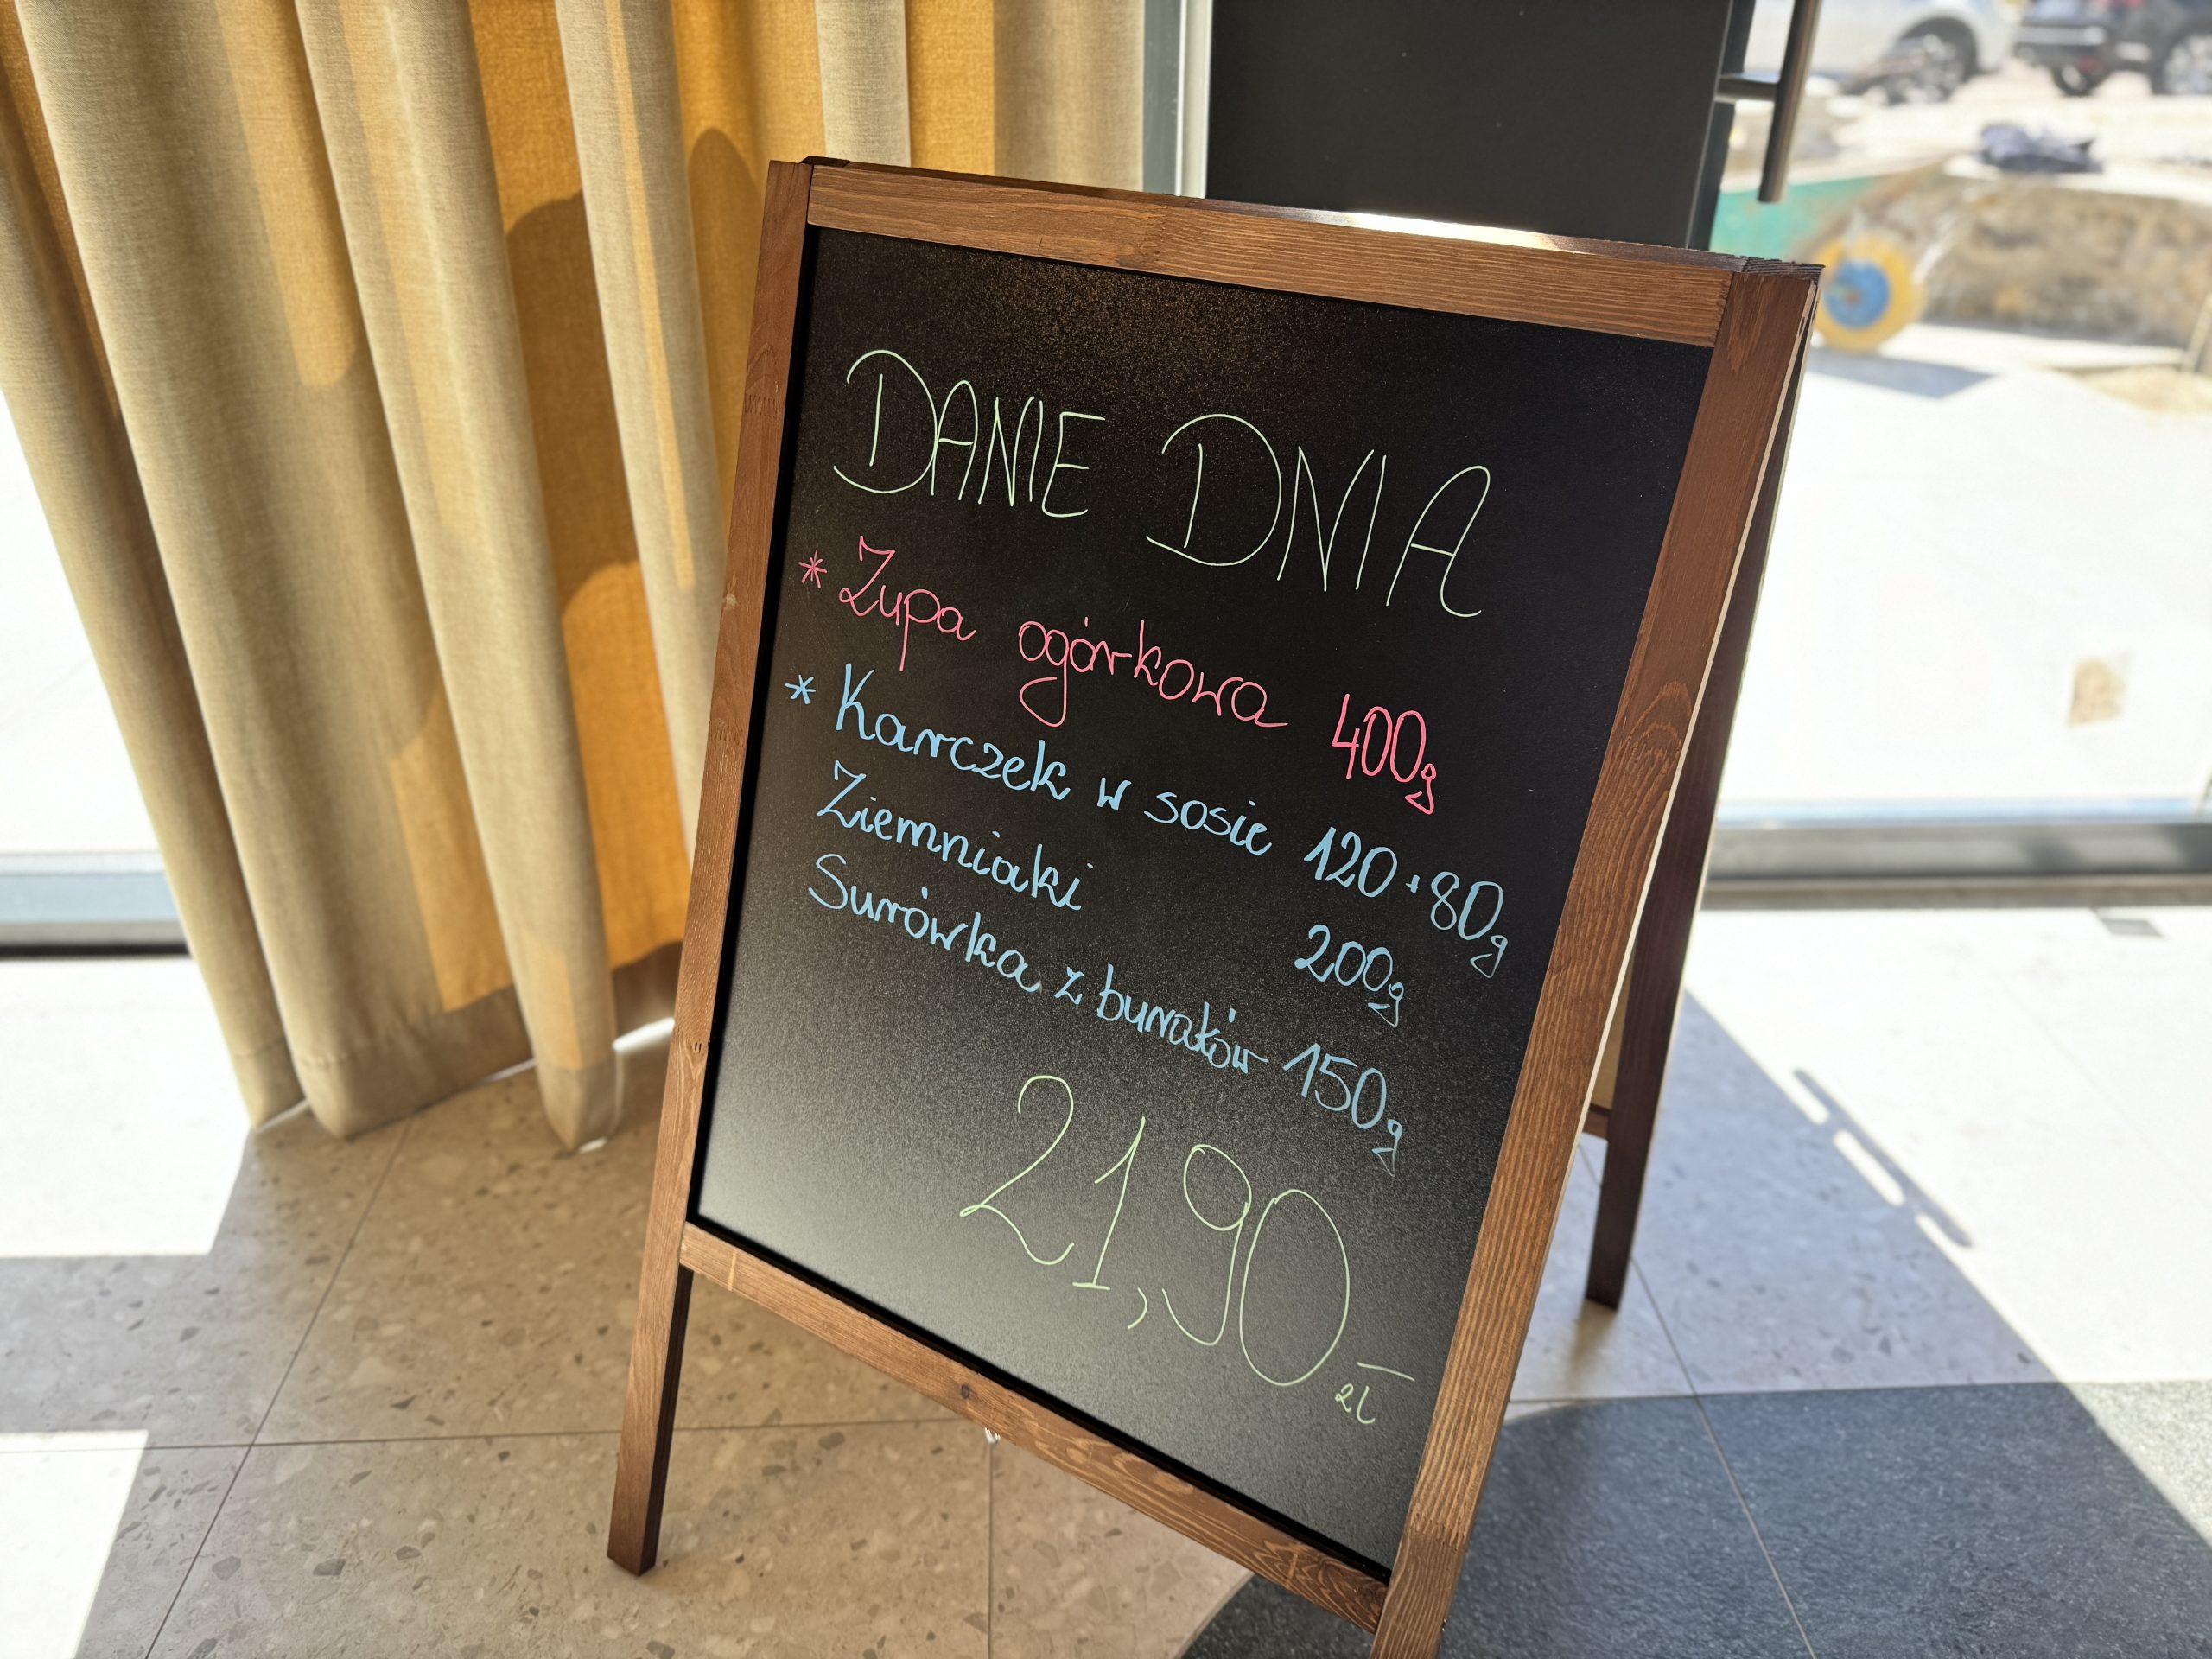 DANIE DNIA
* Zupa ogórkowa 400g
* Karczek w sosie 120+80g
Ziemniaki 200g
Surówka z buraków 150g
21,90 zł